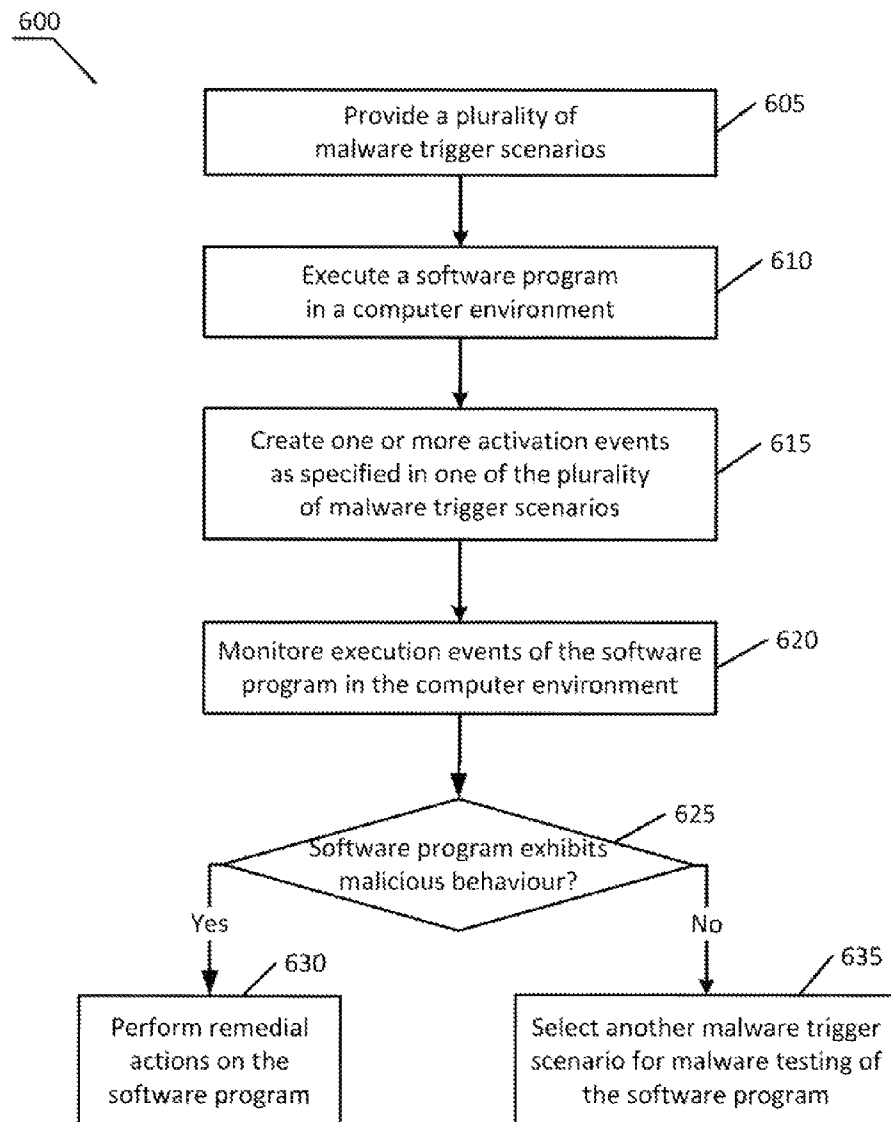 600
Provide a plurality of
malware trigger scenarios
605
Execute a software program
in a computer environment
610
Create one or more activation events
as specified in one of the plurality
of malware trigger scenarios
615
Monitore execution events of the software
program in the computer environment
620
Software program exhibits
malicious behaviour?
625
Yes
No
630
Perform remedial
actions on the
software program
635
Select another malware trigger
scenario for malware testing of
the software program